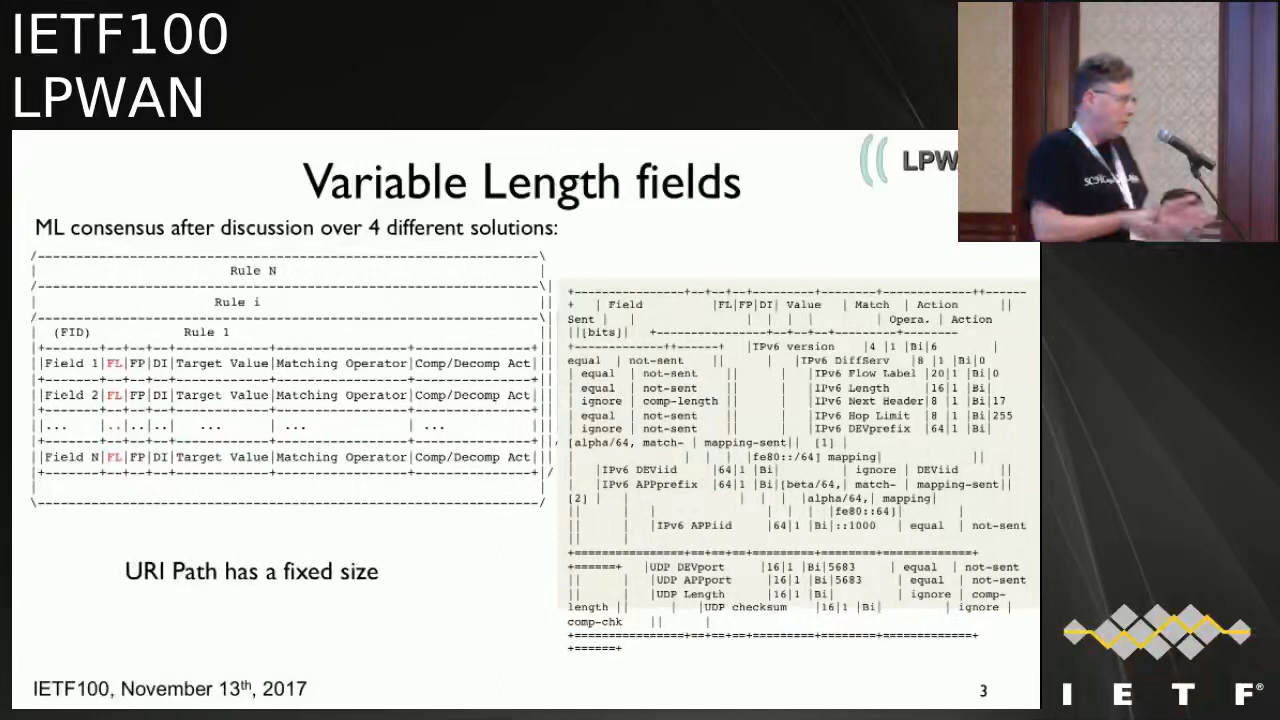 IETF100
LPWAN
Variable Length fields
ML consensus after discussion over 4 different solutions:
/--------------------------------------------------------------\
| Rule N |
/--------------------------------------------------------------\|
| Rule i ||
/--------------------------------------------------------------\||
| (FID) Rule 1 |||
+-------+--+--+--+------------+-----------------+---------------+|||
|Field 1|FL|FP|DI|Target Value|Matching Operator|Comp/Decomp Act||||
+-------+--+--+--+------------+-----------------+---------------+|||
|Field 2|FL|FP|DI|Target Value|Matching Operator|Comp/Decomp Act||||
+-------+--+--+--+------------+-----------------+---------------+|||
|... |..|..|..| ... | ... | ... ||||
+-------+--+--+--+------------+-----------------+---------------+||/
|Field N|FL|FP|DI|Target Value|Matching Operator|Comp/Decomp Act|||
+-------+--+--+--+------------+-----------------+---------------+|/
| |
\--------------------------------------------------------------/
URI Path has a fixed size
+----------------+--+--+--+---------+--------+------------++------
+ | Field |FL|FP|DI| Value | Match | Action ||
Sent | | | | | | | Opera. | Action
||[bits]| +----------------+--+--+--+---------+--------
+------------++------+ |IPv6 version |4 |1 |Bi|6 |
equal | not-sent || | |IPv6 DiffServ |8 |1 |Bi|0
| equal | not-sent || | |IPv6 Flow Label |20|1 |Bi|0
| equal | not-sent || | |IPv6 Length |16|1 |Bi|
| ignore | comp-length || | |IPv6 Next Header|8 |1 |Bi|17
| equal | not-sent || | |IPv6 Hop Limit |8 |1 |Bi|255
| ignore | not-sent || | |IPv6 DEVprefix |64|1 |Bi|
[alpha/64, match- | mapping-sent|| [1] |
| | | | |fe80::/64] mapping| ||
| |IPv6 DEViid |64|1 |Bi| | ignore | DEViid ||
| |IPv6 APPprefix |64|1 |Bi|[beta/64,| match- | mapping-sent||
[2] | | | | | |alpha/64,| mapping|
| | | |fe80::64]| |
|| | |IPv6 APPiid |64|1 |Bi|::1000 | equal | not-sent
|| |
+================+==+==+==+=========+========+=============+
+======+ |UDP DEVport |16|1 |Bi|5683 | equal | not-sent
|| | |UDP APPport |16|1 |Bi|5683 | equal | not-sent
|| | |UDP Length |16|1 |Bi| | ignore | comp-
length || | |UDP checksum |16|1 |Bi| | ignore |
comp-chk || |
+================+==+==+==+=========+========+=============+
+======+
IETF100, November 13th, 2017
3
I E T F®